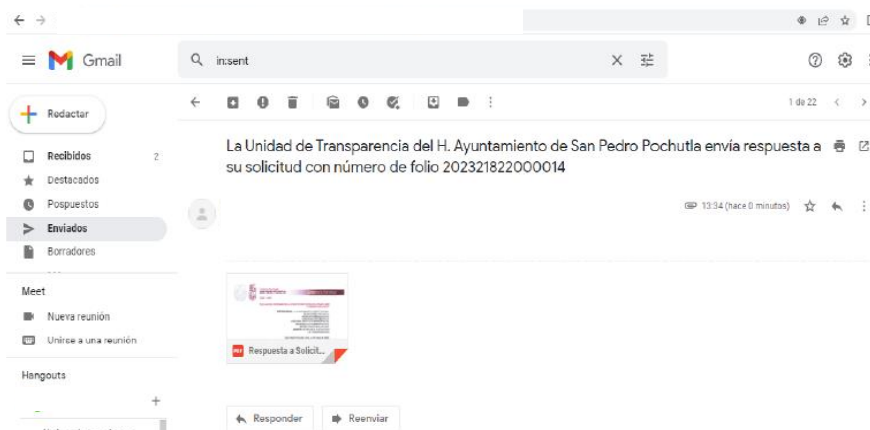 Gmail
in:sent
Redactar
1 de 22
La Unidad de Transparencia del H. Ayuntamiento de San Pedro Pochutla envía respuesta a
su solicitud con número de folio 202321822000014
Recibidos 2
Destacados
Pospuestos
Enviados
Borradores
13:34 (hace 0 minutos)
Meet
Nueva reunión
Unirse a una reunión
PDF Respuesta a Solicit...
Hangouts
Responder
Reenviar